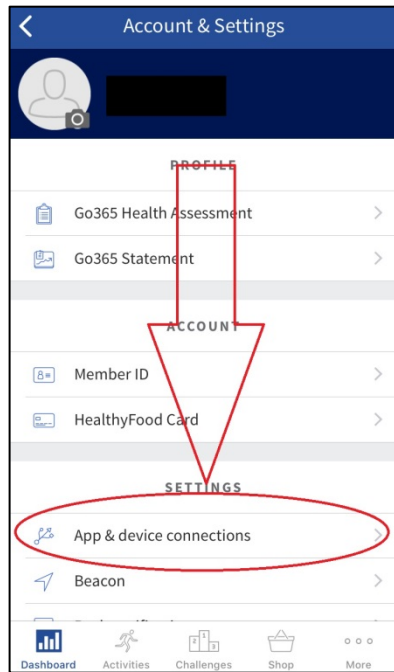 Account & Settings
PROFILE
Go365 Health Assessment
Go365 Statement
ACCOUNT
Member ID
HealthyFood Card
SETTINGS
App & device connections
Beacon
Dashboard Activities Challenges Shop More